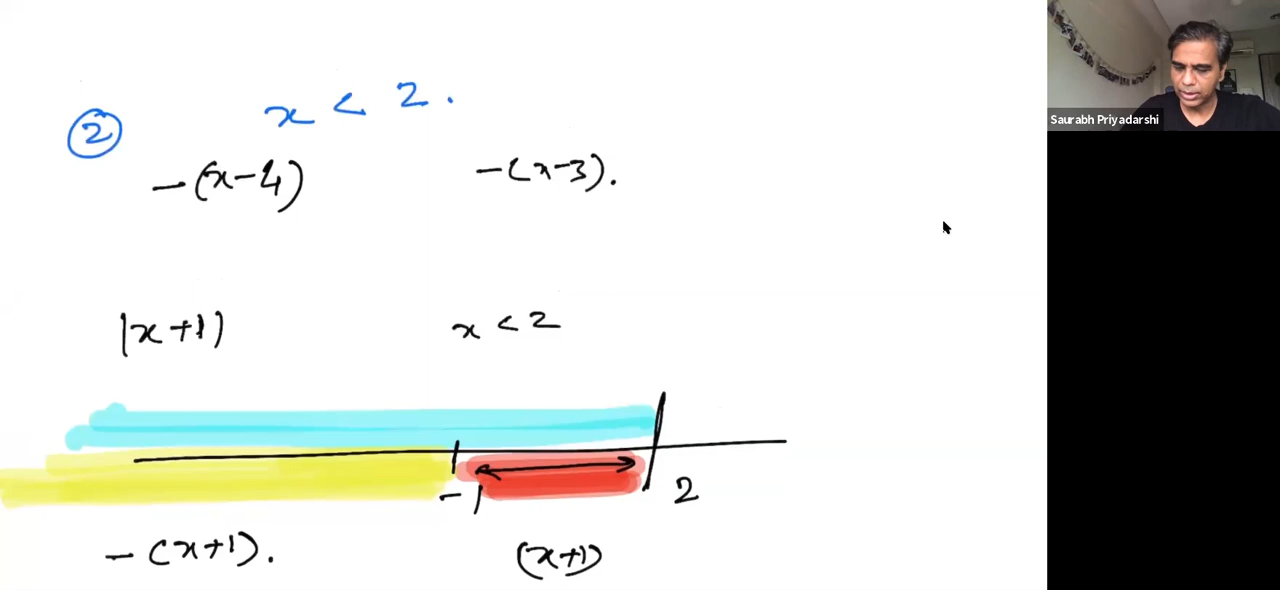 ② x < 2.
-(x-4) -(x-3).
Saurabh Priyadarshi
|x+1| x < 2
-1 2
-(x+1). (x+1)